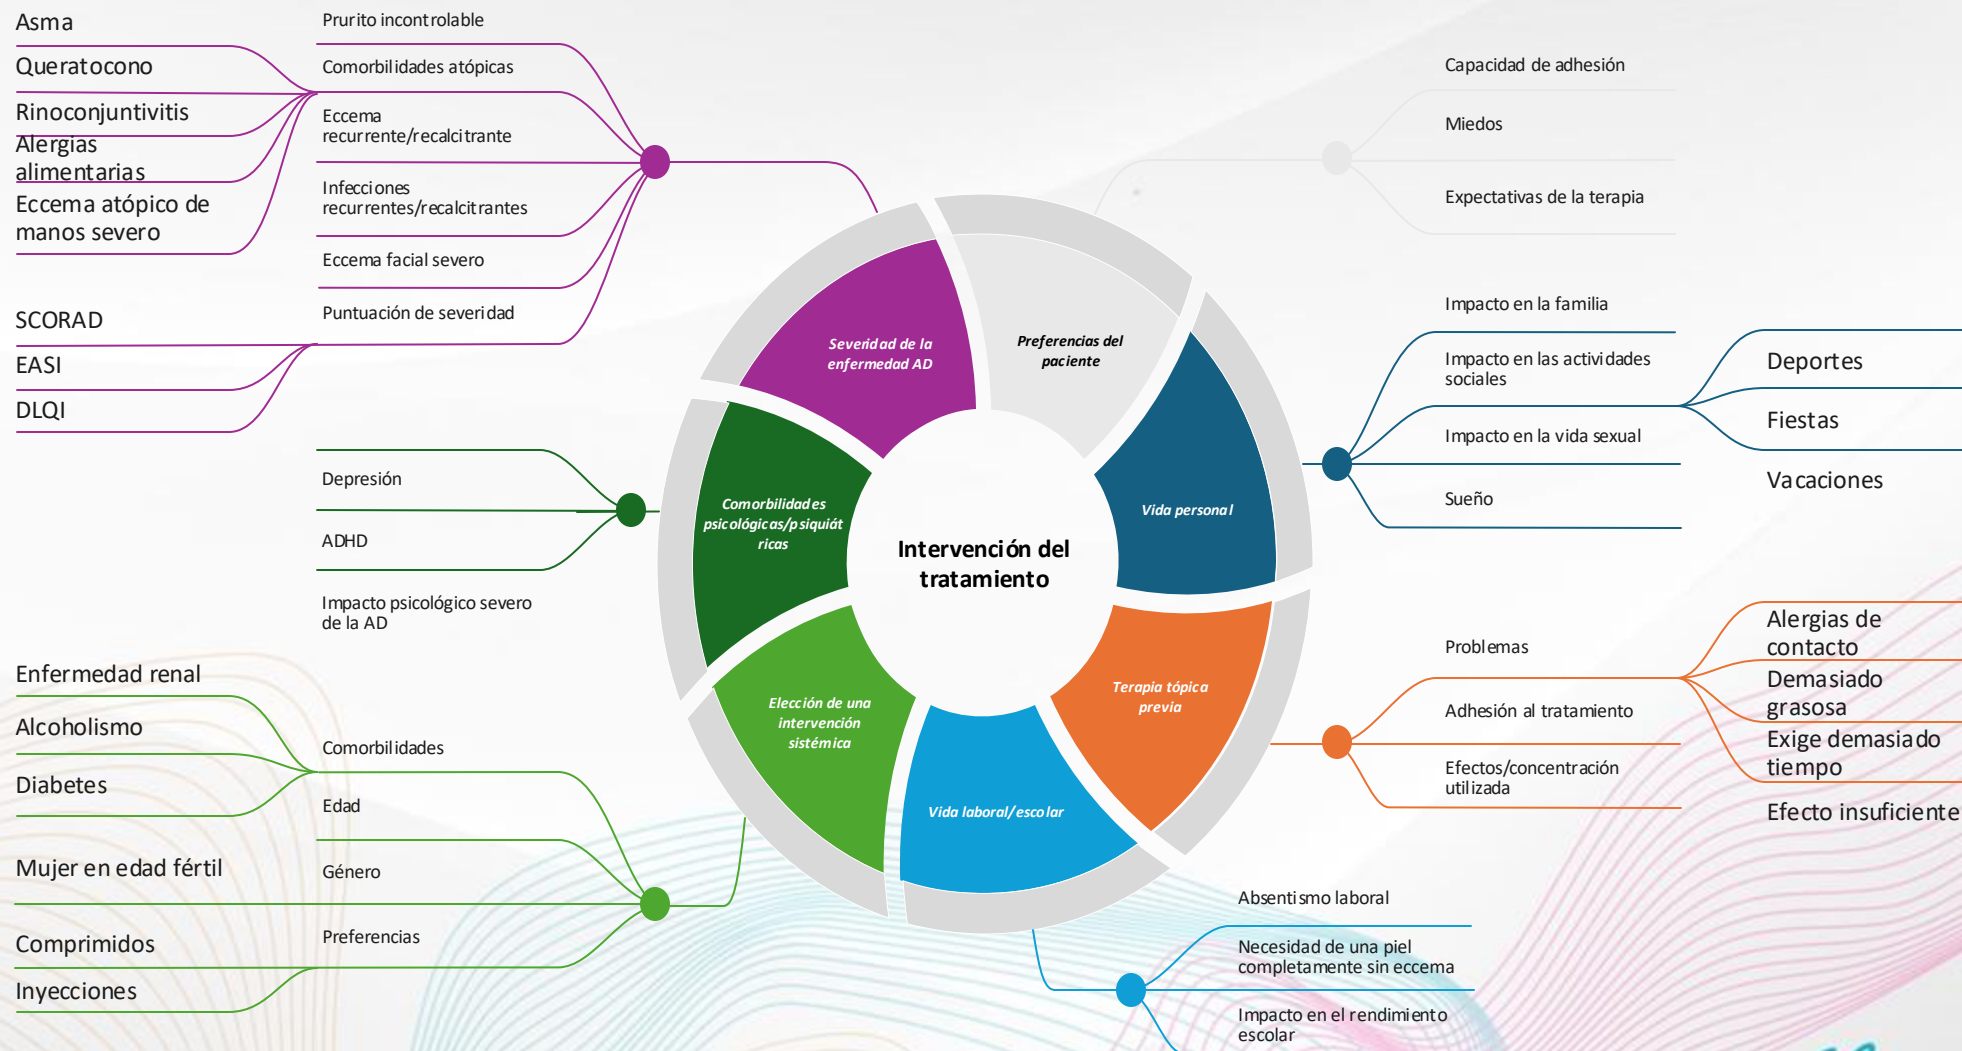 Asma
Queratocono
Rinoconjuntivitis
Alergias
alimentarias
Eccema atópico de
manos severo
SCORAD
EASI
DLQI
Prurito incontrolable
Comorbilidades atópicas
Eccema
recurrente/recalcitrante
Infecciones
recurrentes/recalcitrantes
Eccema facial severo
Puntuación de severidad
Severidad de la
enfermedad AD
Preferencias del
paciente
Capacidad de adhesión
Miedos
Expectativas de la terapia
Impacto en la familia
Impacto en las actividades
sociales
Impacto en la vida sexual
Sueño
Deportes
Fiestas
Vacaciones
Vida personal
Depresión
ADHD
Impacto psicológico severo
de la AD
Comorbilidades
psicológicas/psiquiát
ricas
Intervención del
tratamiento
Enfermedad renal
Alcoholismo
Diabetes
Mujer en edad fértil
Comprimidos
Inyecciones
Comorbilidades
Edad
Género
Preferencias
Elección de una
intervención
sistémica
Vida laboral/escolar
Terapia tópica
previa
Problemas
Adhesión al tratamiento
Efectos/concentración
utilizada
Alergias de
contacto
Demasiado
grasosa
Exige demasiado
tiempo
Efecto insuficiente
Absentismo laboral
Necesidad de una piel
completamente sin eccema
Impacto en el rendimiento
escolar